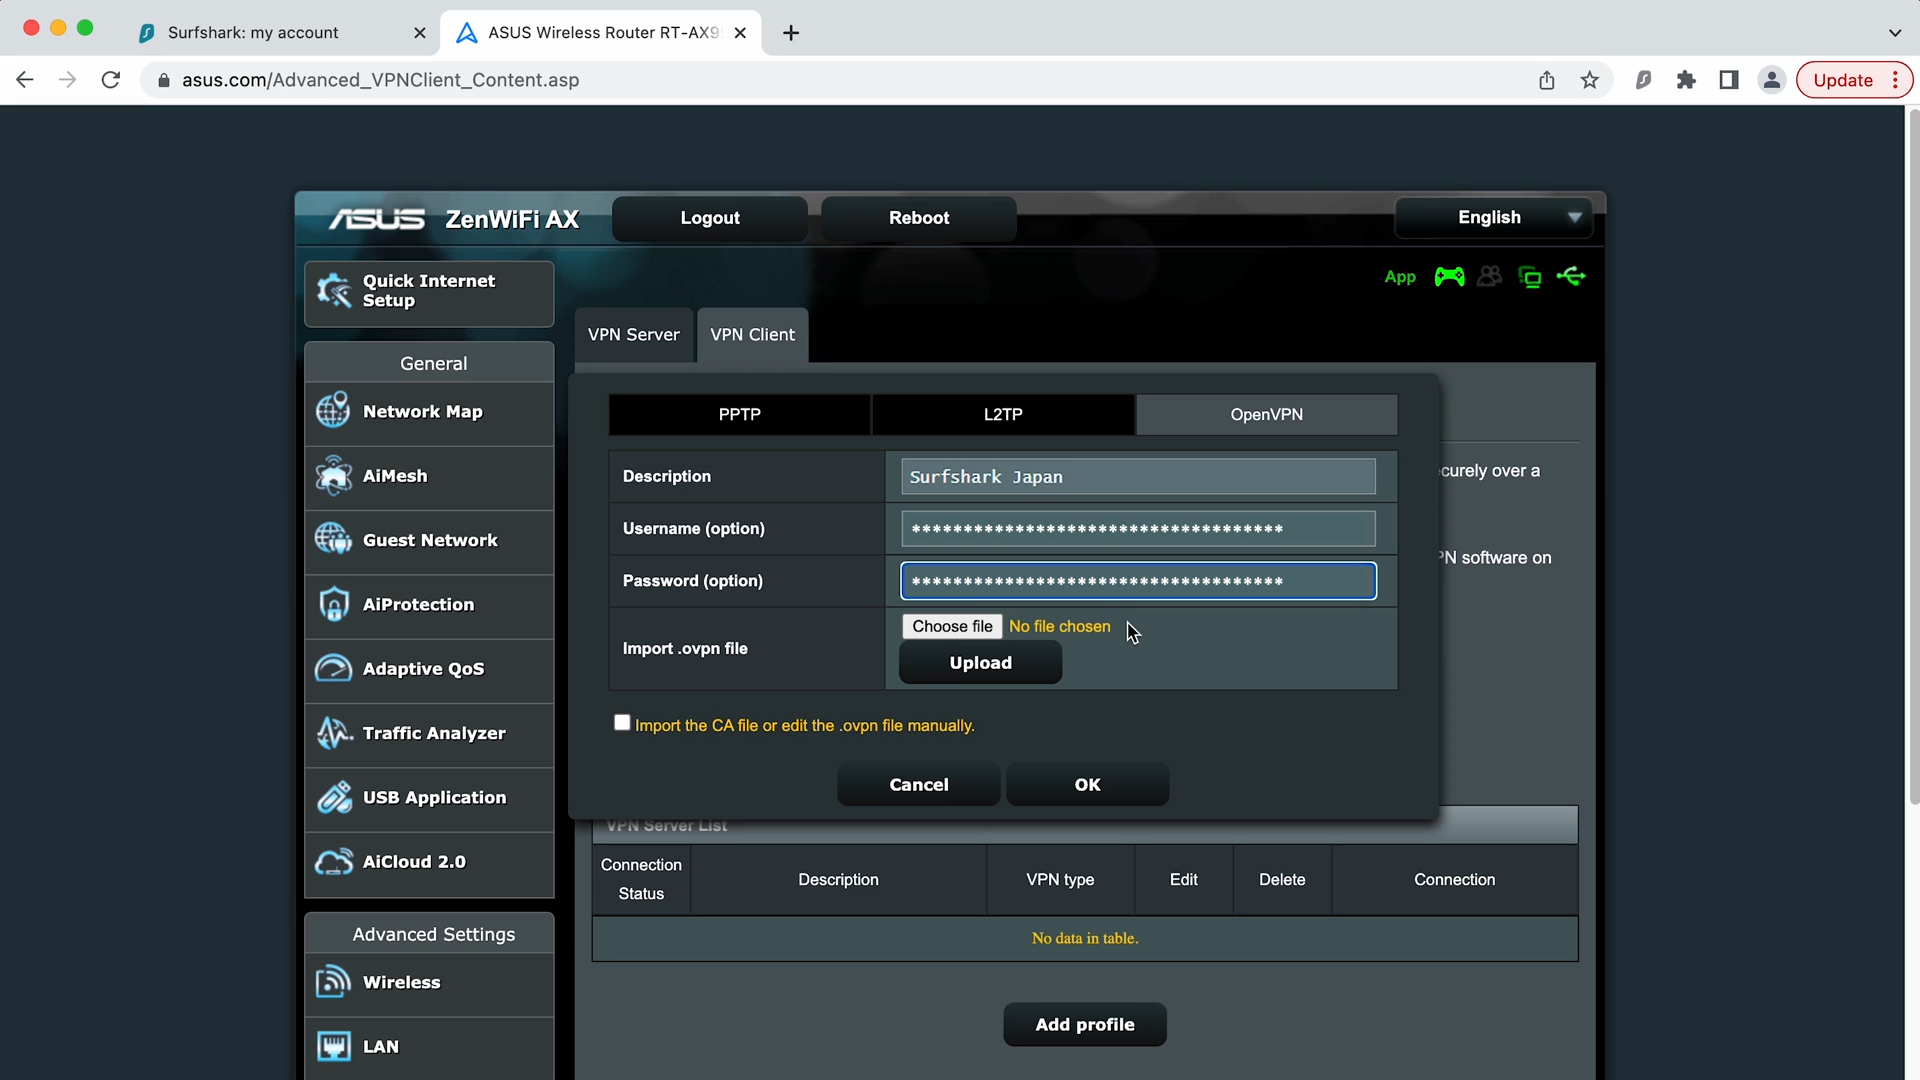 Surfshark: my account
ASUS Wireless Router RT-AX9
asus.com/Advanced_VPNClient_Content.asp
Update
ASUS ZenWiFi AX
Logout
Reboot
English
Quick Internet
Setup
App
General
Network Map
AiMesh
Guest Network
AiProtection
Adaptive QoS
Traffic Analyzer
USB Application
AiCloud 2.0
Advanced Settings
Wireless
LAN
VPN Server
VPN Client
PPTP
L2TP
OpenVPN
Description
Surfshark Japan
Username (option)
************************************
Password (option)
************************************
Import .ovpn file
Choose file No file chosen
Upload
Import the CA file or edit the .ovpn file manually.
Cancel
OK
curely over a
PN software on
VPN Server List
Connection
Status
Description
VPN type
Edit
Delete
Connection
No data in table.
Add profile